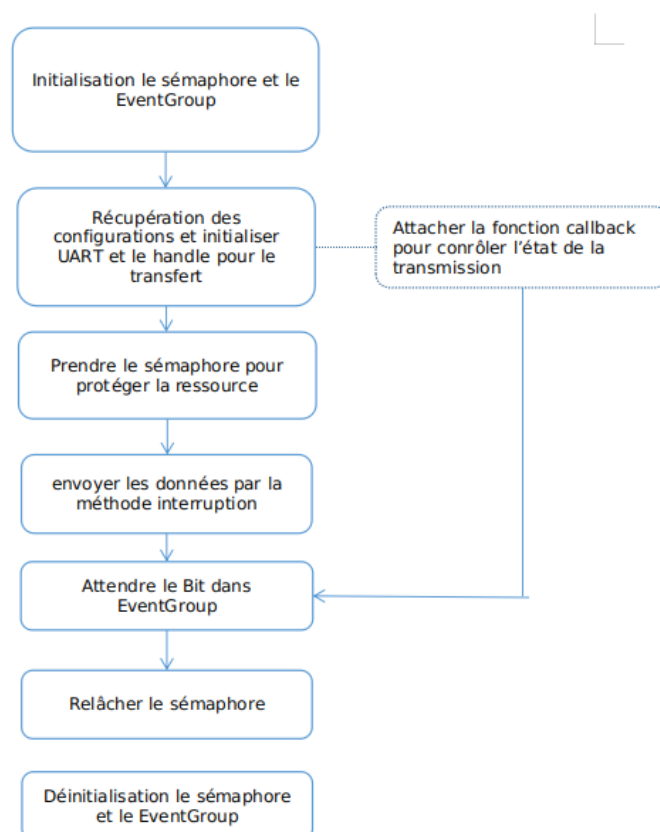 Initialisation le sémaphore et le
EventGroup
Récupération des
configurations et initialiser
UART et le handle pour le
transfert
Attacher la fonction callback
pour conrôler l'état de la
transmission
Prendre le sémaphore pour
protéger la ressource
envoyer les données par la
méthode interruption
Attendre le Bit dans
EventGroup
Relâcher le sémaphore
Déinitialisation le sémaphore
et le EventGroup